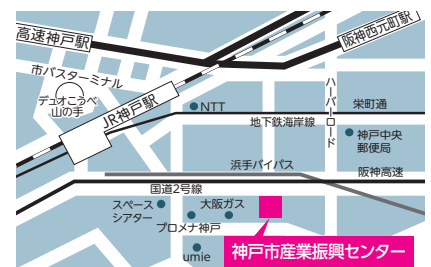 高速神戸駅
阪神西元町駅
市バスターミナル
デュオこうべ
山の手
JR神戸駅
NTT
ハーバーロード
栄町通
地下鉄海岸線
神戸中央
郵便局
浜手バイパス
阪神高速
国道2号線
スペース
シアター
大阪ガス
プロメナ神戸
umie
神戸市産業振興センター